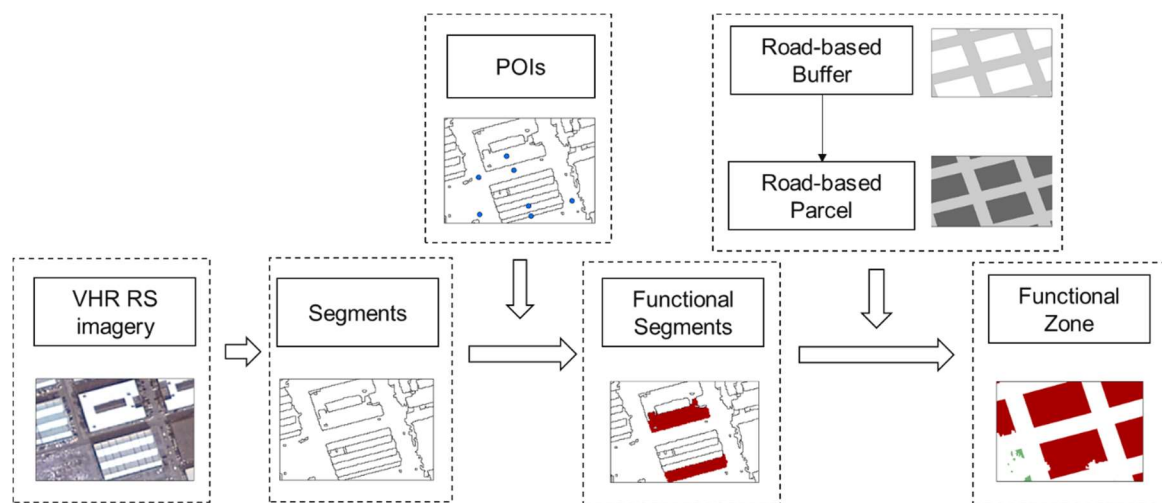 POIs
Road-based
Buffer
Road-based
Parcel
VHR RS
imagery
Segments
Functional
Segments
Functional
Zone